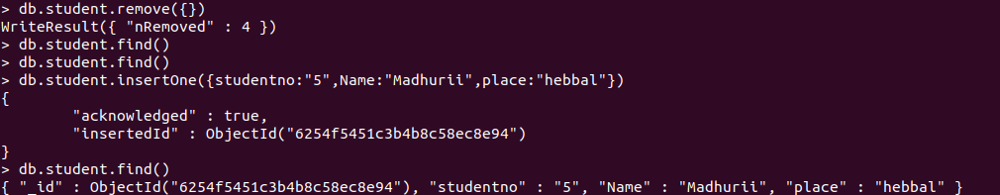 > db.student.remove({})
WriteResult({ "nRemoved" : 4 })
> db.student.find()
> db.student.find()
> db.student.insertOne({studentno:"5",Name:"Madhurii",place:"hebbal"})
{
        "acknowledged" : true,
        "insertedId" : ObjectId("6254f5451c3b4b8c58ec8e94")
}
> db.student.find()
{ "_id" : ObjectId("6254f5451c3b4b8c58ec8e94"), "studentno" : "5", "Name" : "Madhurii", "place" : "hebbal" }